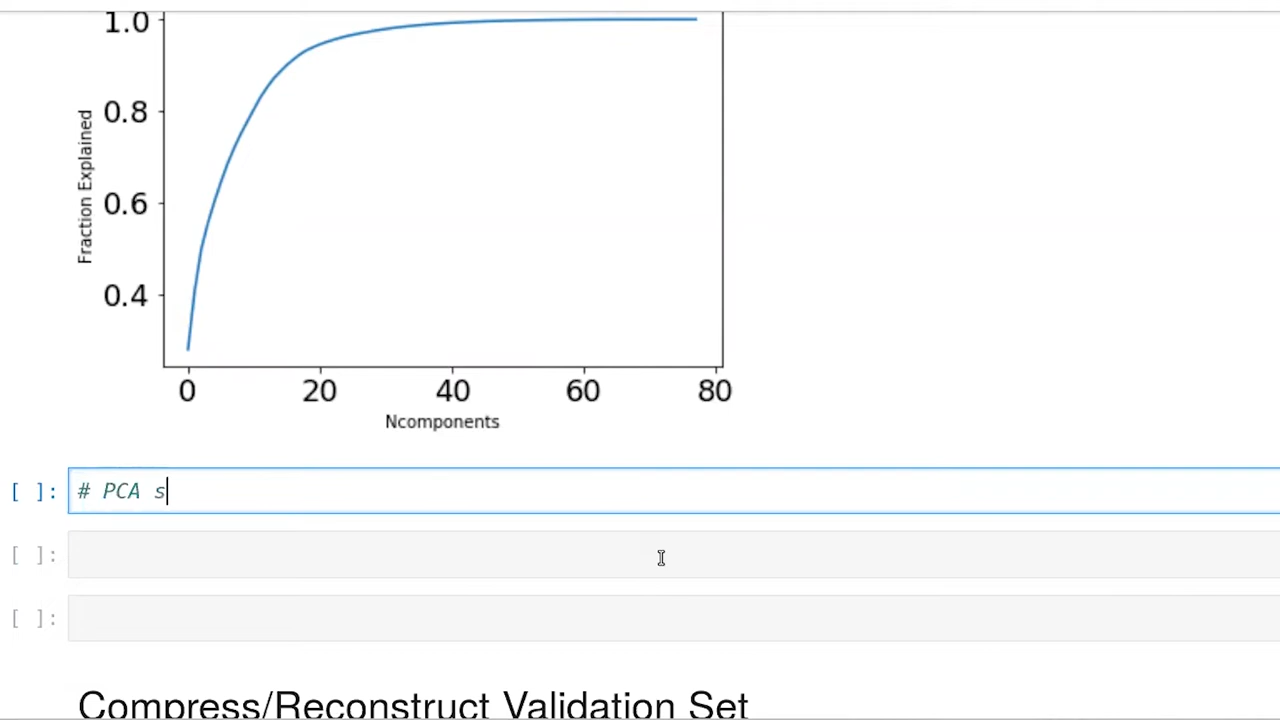 1.0
0.8
0.6
0.4
Fraction Explained
0 20 40 60 80
Ncomponents
[ ]: # PCA s
[ ]:
[ ]:
Compress/Reconstruct Validation Set